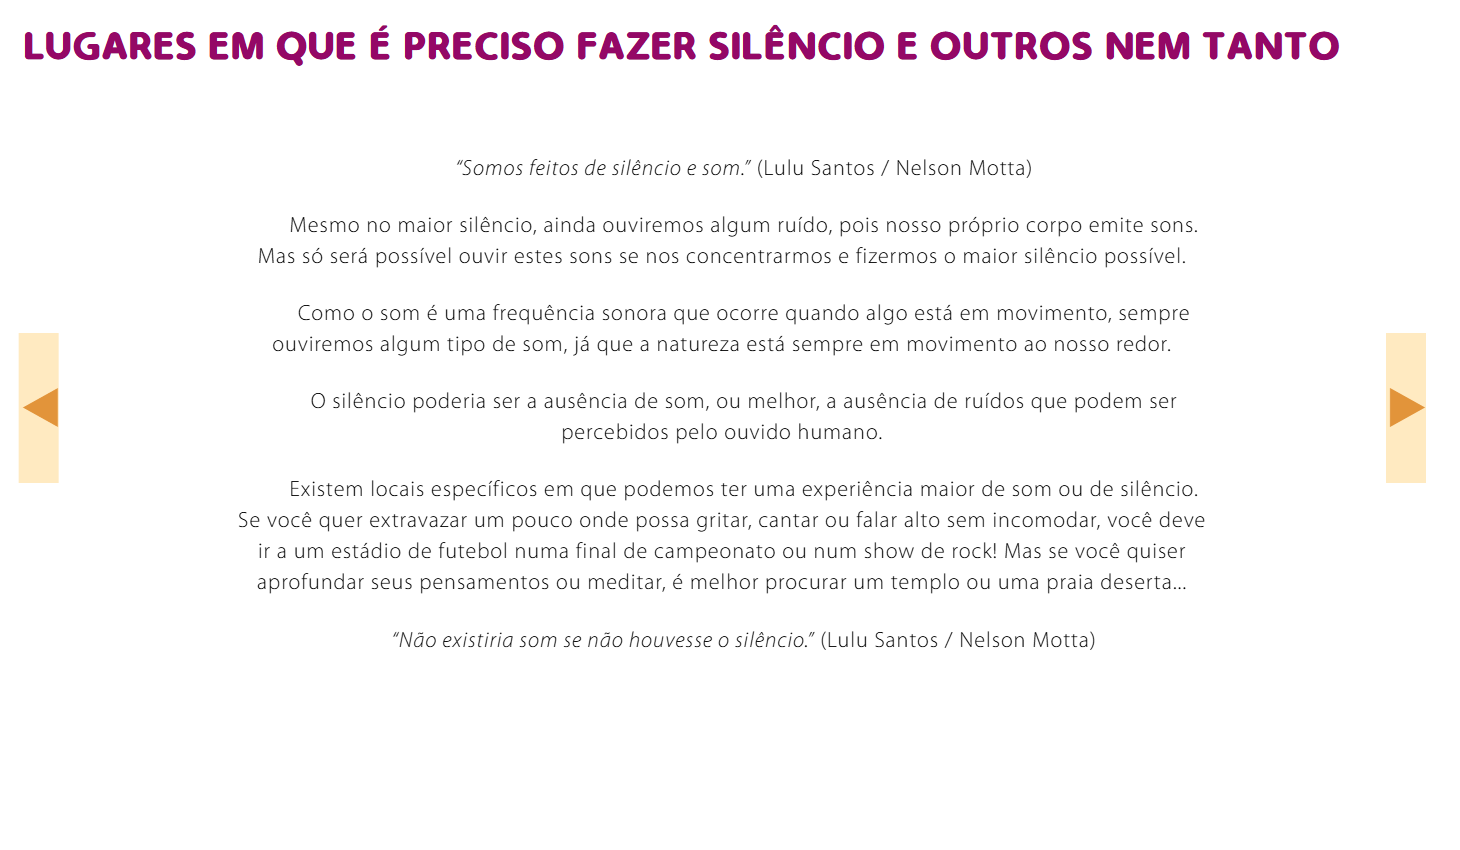 LUGARES EM QUE É PRECISO FAZER SILÊNCIO E OUTROS NEM TANTO
“Somos feitos de silêncio e som.” (Lulu Santos / Nelson Motta)
Mesmo no maior silêncio, ainda ouviremos algum ruído, pois nosso próprio corpo emite sons.
Mas só será possível ouvir estes sons se nos concentrarmos e fizermos o maior silêncio possível.
Como o som é uma frequência sonora que ocorre quando algo está em movimento, sempre
ouviremos algum tipo de som, já que a natureza está sempre em movimento ao nosso redor.
O silêncio poderia ser a ausência de som, ou melhor, a ausência de ruídos que podem ser
percebidos pelo ouvido humano.
Existem locais específicos em que podemos ter uma experiência maior de som ou de silêncio.
Se você quer extravazar um pouco onde possa gritar, cantar ou falar alto sem incomodar, você deve
ir a um estádio de futebol numa final de campeonato ou num show de rock! Mas se você quiser
aprofundar seus pensamentos ou meditar, é melhor procurar um templo ou uma praia deserta...
“Não existiria som se não houvesse o silêncio.” (Lulu Santos / Nelson Motta)